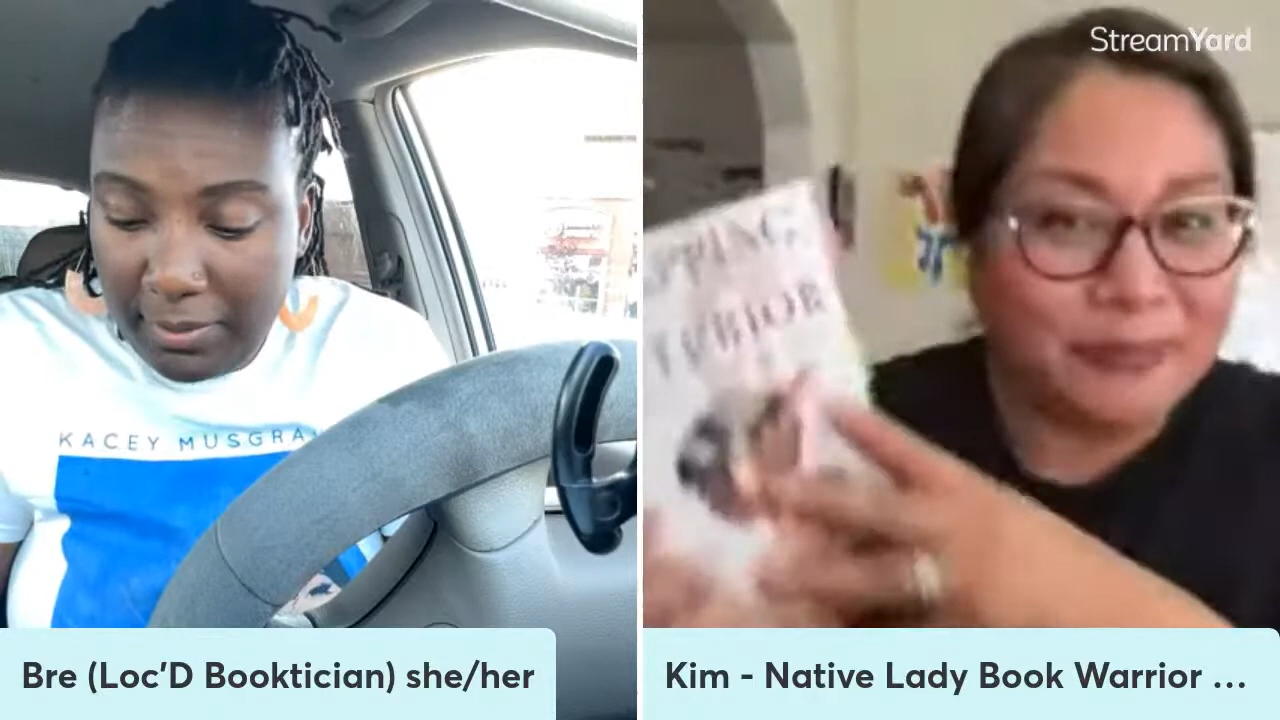 StreamYard
KACEY MUSGRA
Bre (Loc'D Booktician) she/her
Kim - Native Lady Book Warrior ...